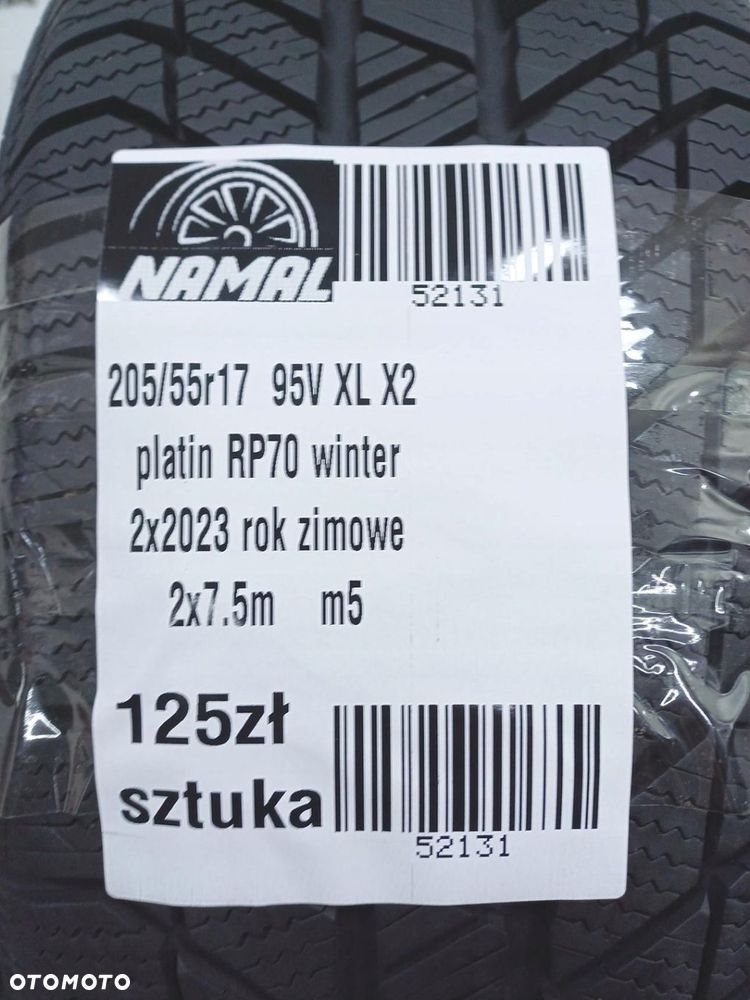 NAMAL
52131
205/55r17 95V XL X2
platin RP70 winter
2x2023 rok zimowe
2x7.5m m5
125zł
sztuka
52131
OTOMOTO